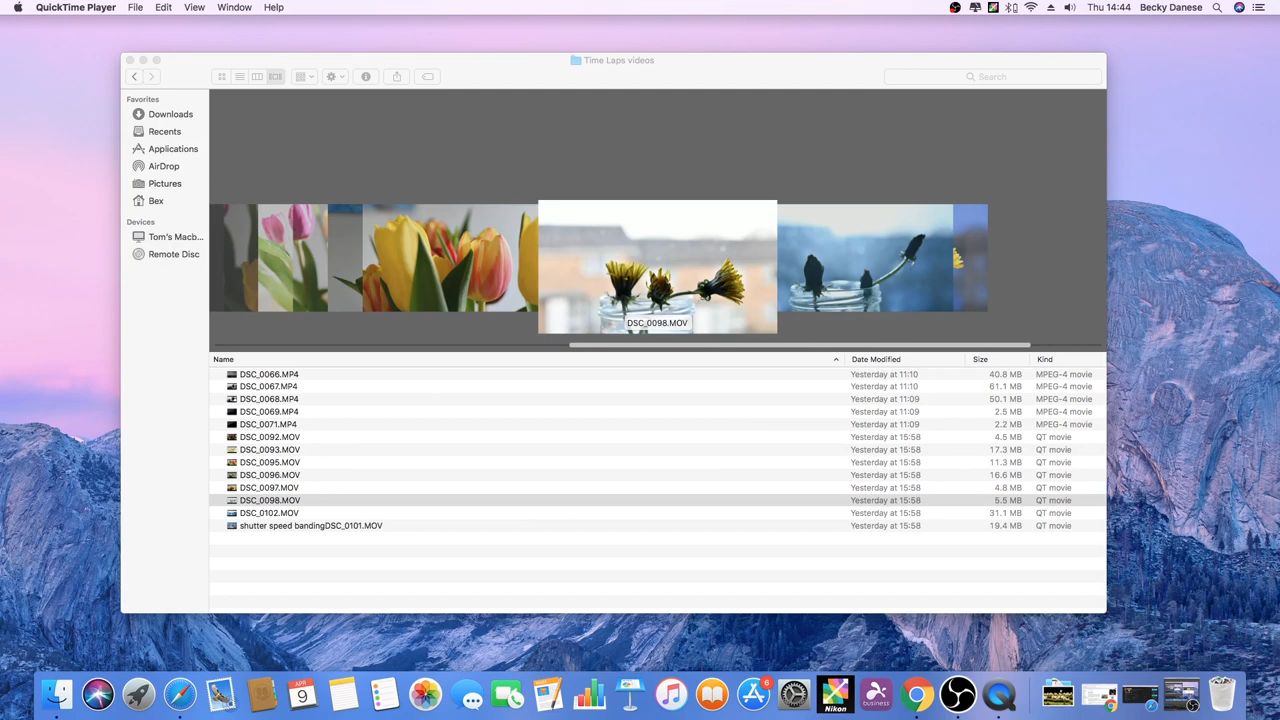 QuickTime Player File Edit View Window Help Thu 14:44 Becky Danese
Time Laps videos
Search
Favorites
Downloads
Recents
Applications
AirDrop
Pictures
Bex
Devices
Tom's Macb...
Remote Disc
DSC_0098.MOV
Name Date Modified Size Kind
DSC_0066.MP4 Yesterday at 11:10 40.8 MB MPEG-4 movie
DSC_0067.MP4 Yesterday at 11:10 61.1 MB MPEG-4 movie
DSC_0068.MP4 Yesterday at 11:09 50.1 MB MPEG-4 movie
DSC_0069.MP4 Yesterday at 11:09 2.5 MB MPEG-4 movie
DSC_0071.MP4 Yesterday at 11:09 2.2 MB MPEG-4 movie
DSC_0092.MOV Yesterday at 15:58 4.5 MB QT movie
DSC_0093.MOV Yesterday at 15:58 17.3 MB QT movie
DSC_0095.MOV Yesterday at 15:58 11.3 MB QT movie
DSC_0096.MOV Yesterday at 15:58 16.6 MB QT movie
DSC_0097.MOV Yesterday at 15:58 4.8 MB QT movie
DSC_0098.MOV Yesterday at 15:58 5.5 MB QT movie
DSC_0102.MOV Yesterday at 15:58 31.1 MB QT movie
shutter speed bandingDSC_0101.MOV Yesterday at 15:58 19.4 MB QT movie
APR
9
6
Nikon
business